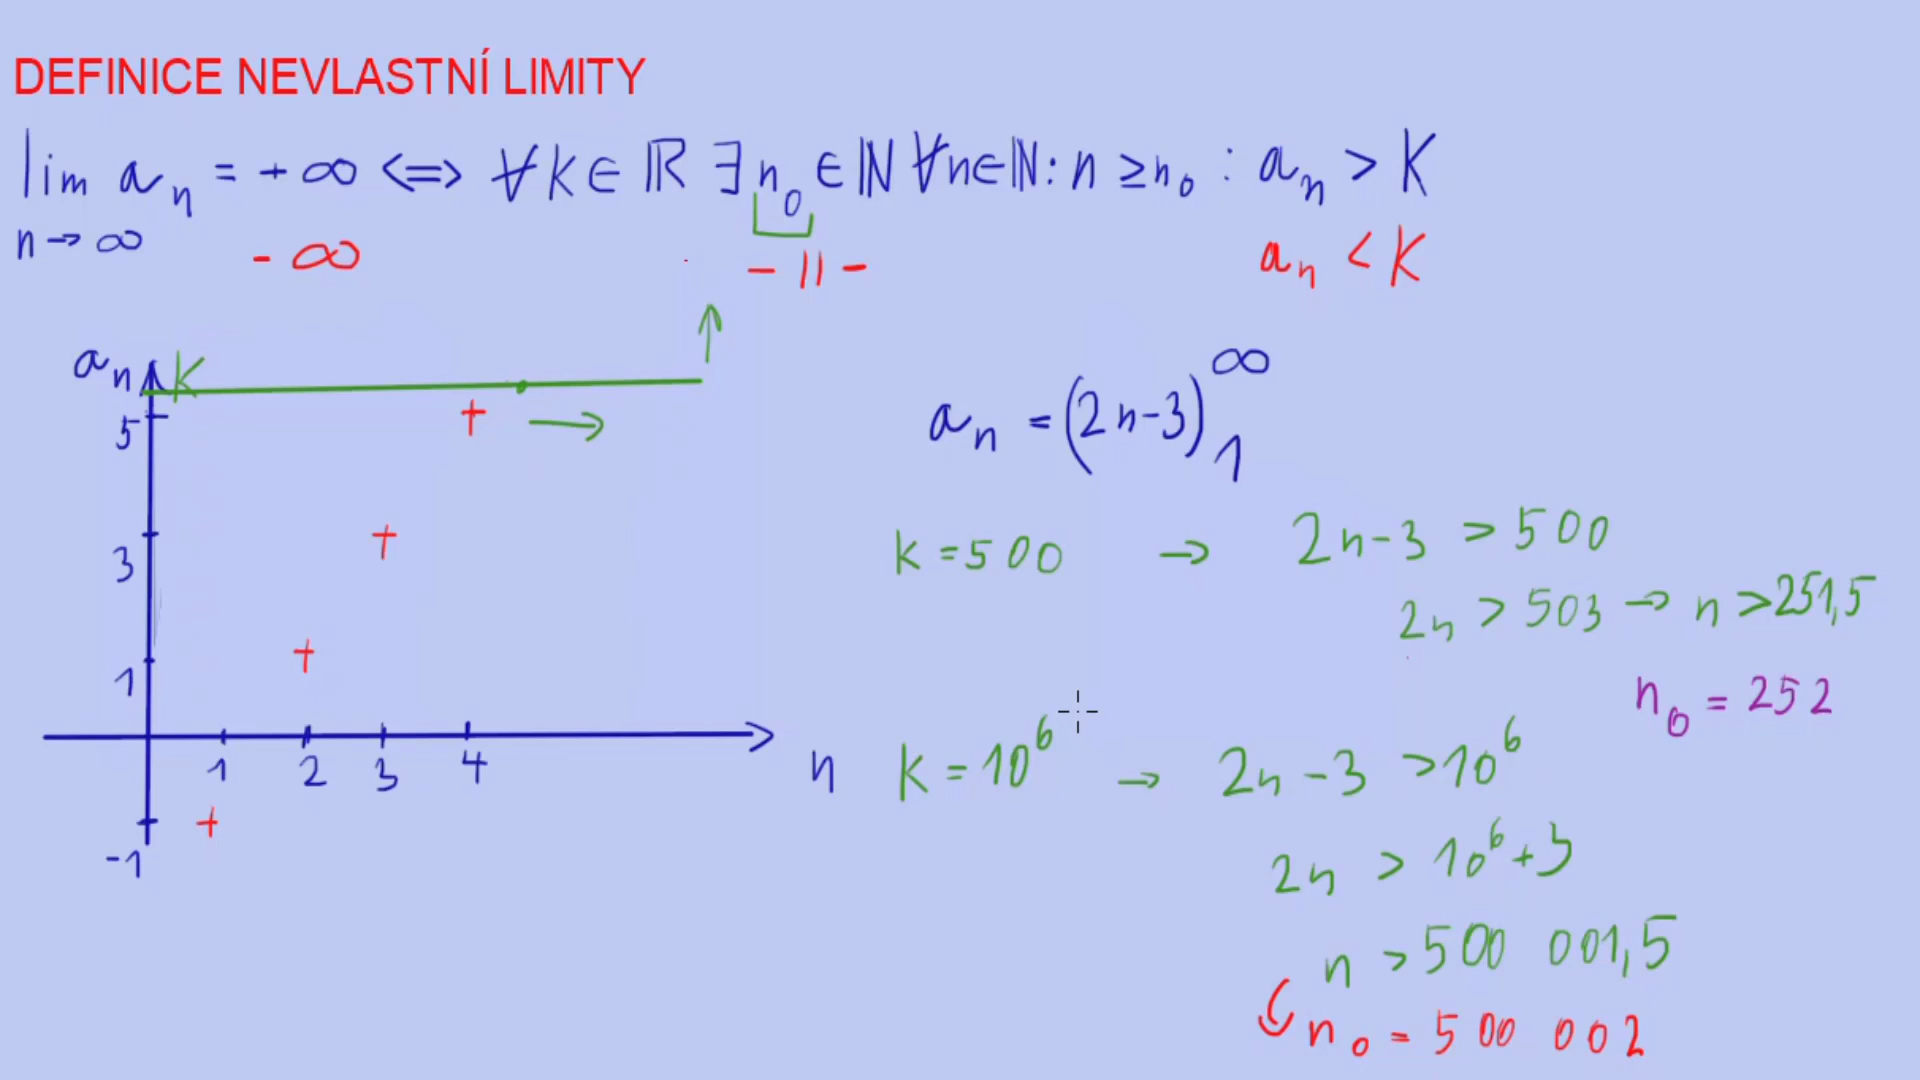 DEFINICE NEVLASTNÍ LIMITY
lim aₙ = +∞ <=> ∀k∈ℝ ∃n₀∈ℕ ∀n∈ℕ: n ≥ n₀ : aₙ > K
n→∞
-∞ -||- aₙ < K
aₙ K
5
3
1
-1
1 2 3 4 n
aₙ = (2n-3)₁^∞
k = 500 → 2n-3 > 500
2n > 503 → n > 251,5
n₀ = 252
k = 10⁶ → 2n - 3 > 10⁶
2n > 10⁶ + 3
n > 500 001,5
n₀ = 500 002